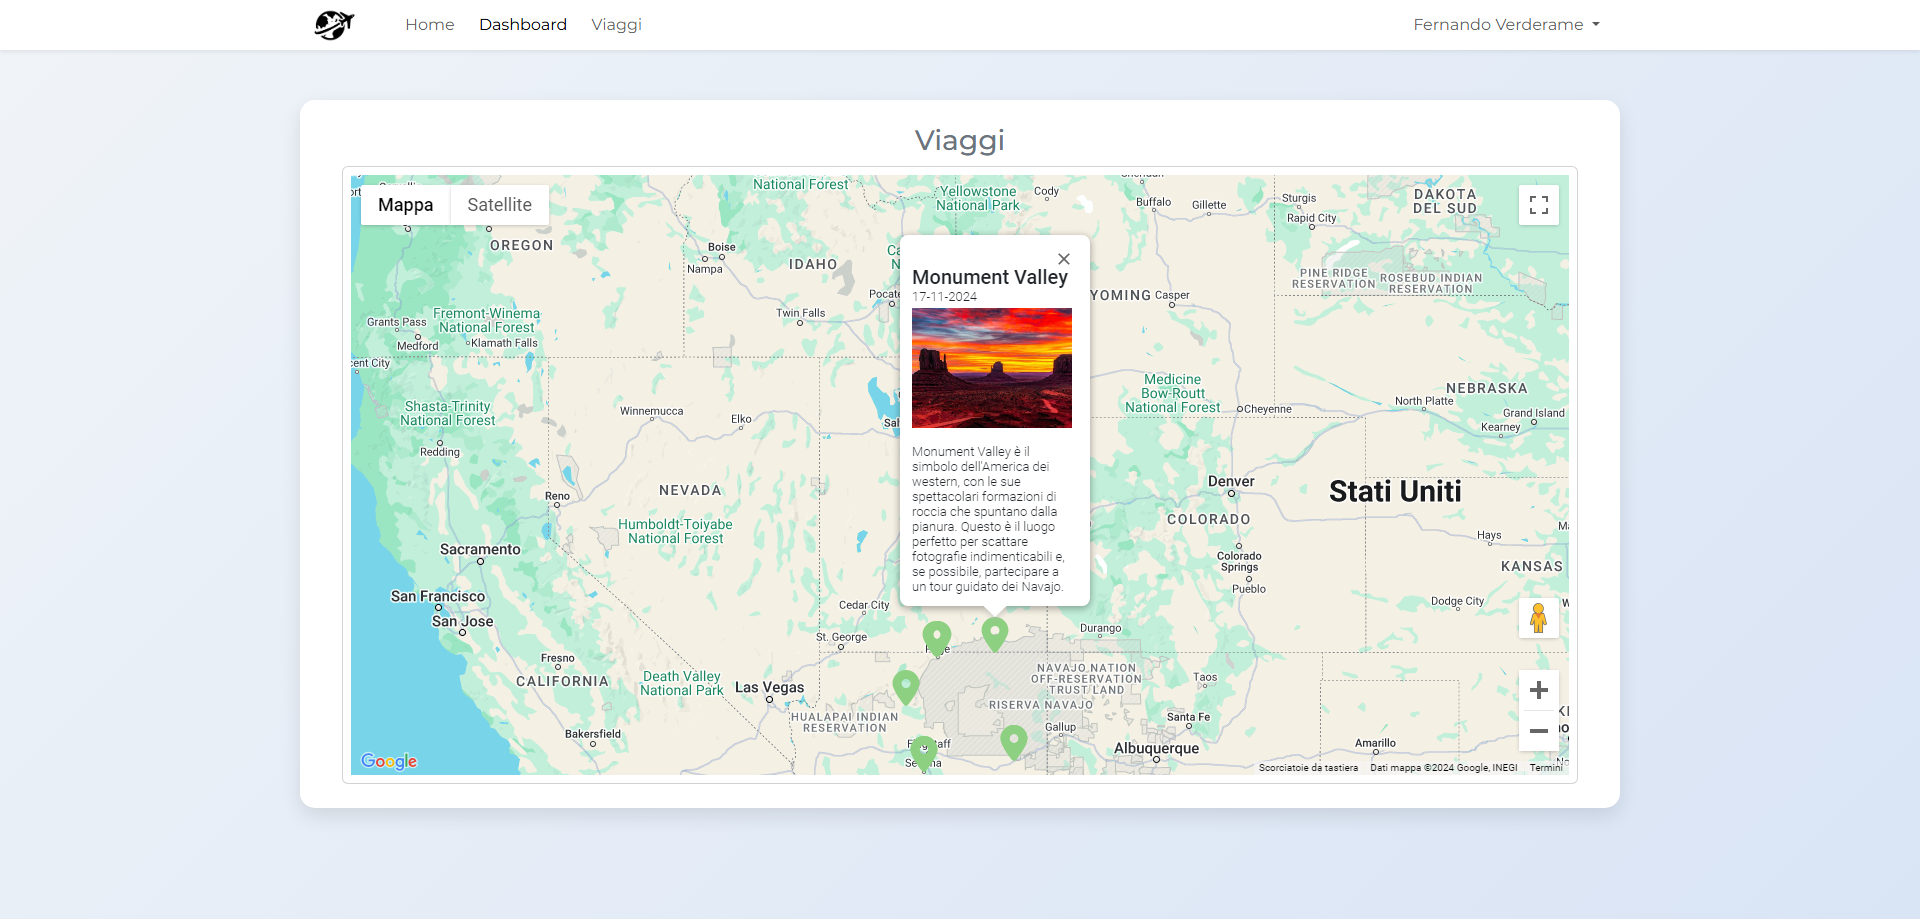 Home
Dashboard
Viaggi
Fernando Verderame
Viaggi
Mappa
Satellite
National Forest
Yellowstone
National Park
Cody
Buffalo
Gillette
Sturgis
Rapid City
DAKOTA
DEL SUD
OREGON
Boise
Nampa
IDAHO
PINE RIDGE
RESERVATION
ROSEBUD INDIAN
RESERVATION
Casper
Twin Falls
Grants Pass
Medford
Fremont-Winema
National Forest
Klamath Falls
Monument Valley
17-11-2024
Monument Valley è il
simbolo dell'America dei
western, con le sue
spettacolari formazioni di
roccia che spuntano dalla
pianura. Questo è il luogo
perfetto per scattare
fotografie indimenticabili e,
se possibile, partecipare a
un tour guidato dei Navajo.
Medicine
Bow-Routt
National Forest
Cheyenne
NEBRASKA
North Platte
Grand Island
Kearney
Shasta-Trinity
National Forest
Redding
Winnemucca
Elko
Reno
NEVADA
Humboldt-Toiyabe
National Forest
Denver
Stati Uniti
COLORADO
Colorado
Springs
Pueblo
Hays
KANSAS
Dodge City
Sacramento
San Francisco
San Jose
Cedar City
St. George
Durango
Fresno
CALIFORNIA
Death Valley
National Park
Las Vegas
HUALAPAI INDIAN
RESERVATION
NAVAJO NATION
OFF-RESERVATION
TRUST LAND
RISERVA NAVAJO
Taos
Santa Fe
Gallup
Albuquerque
Amarillo
Bakersfield
Google
Scorciatoie da tastiera
Dati mappa ©2024 Google, INEGI
Termini